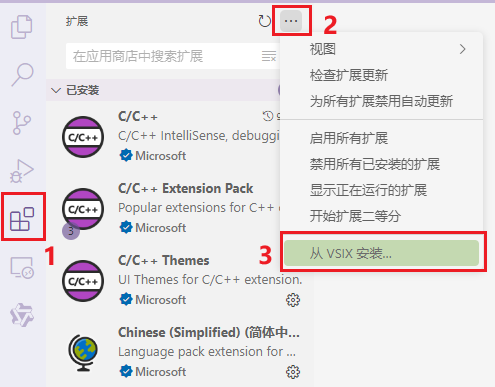 扩展
2
在应用商店中搜索扩展
视图
检查扩展更新
为所有扩展禁用自动更新
已安装
启用所有扩展
禁用所有已安装的扩展
显示正在运行的扩展
开始扩展二等分
3
从 VSIX 安装...
C/C++
C/C++
C/C++ IntelliSense, debuggi
Microsoft
C/C++
C/C++ Extension Pack
Popular extensions for C++
3
Microsoft
1
C/C++
C/C++ Themes
UI Themes for C/C++ extension.
Microsoft
Chinese (Simplified) (简体中...
Language pack extension for ...
Microsoft